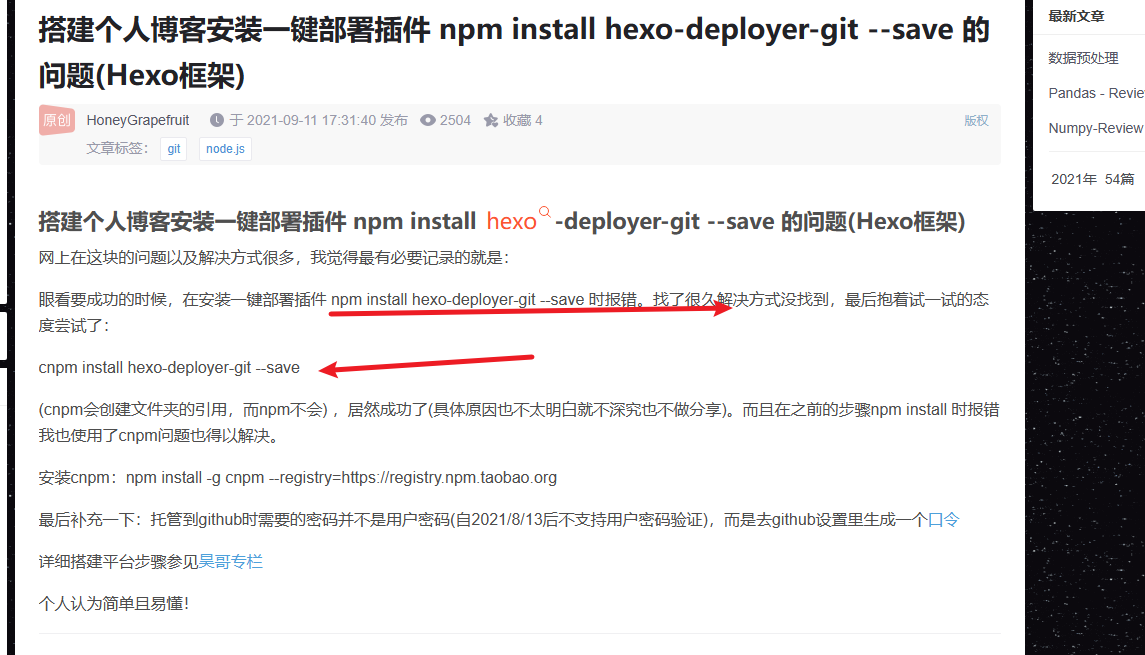 搭建个人博客安装一键部署插件 npm install hexo-deployer-git --save 的
问题(Hexo框架)
原创 HoneyGrapefruit 于 2021-09-11 17:31:40 发布 2504 收藏 4 版权
文章标签： git node.js
搭建个人博客安装一键部署插件 npm install hexo-deployer-git --save 的问题(Hexo框架)
网上在这块的问题以及解决方式很多，我觉得最有必要记录的就是：
眼看要成功的时候，在安装一键部署插件 npm install hexo-deployer-git --save 时报错。找了很久解决方式没找到，最后抱着试一试的态
度尝试了：
cnpm install hexo-deployer-git --save
(cnpm会创建文件夹的引用，而npm不会) ，居然成功了(具体原因也不太明白就不深究也不做分享)。而且在之前的步骤npm install 时报错
我也使用了cnpm问题也得以解决。
安装cnpm：npm install -g cnpm --registry=https://registry.npm.taobao.org
最后补充一下：托管到github时需要的密码并不是用户密码(自2021/8/13后不支持用户密码验证)，而是去github设置里生成一个口令
详细搭建平台步骤参见昊哥专栏
个人认为简单且易懂！
最新文章
数据预处理
Pandas - Revie
Numpy-Review
2021年 54篇